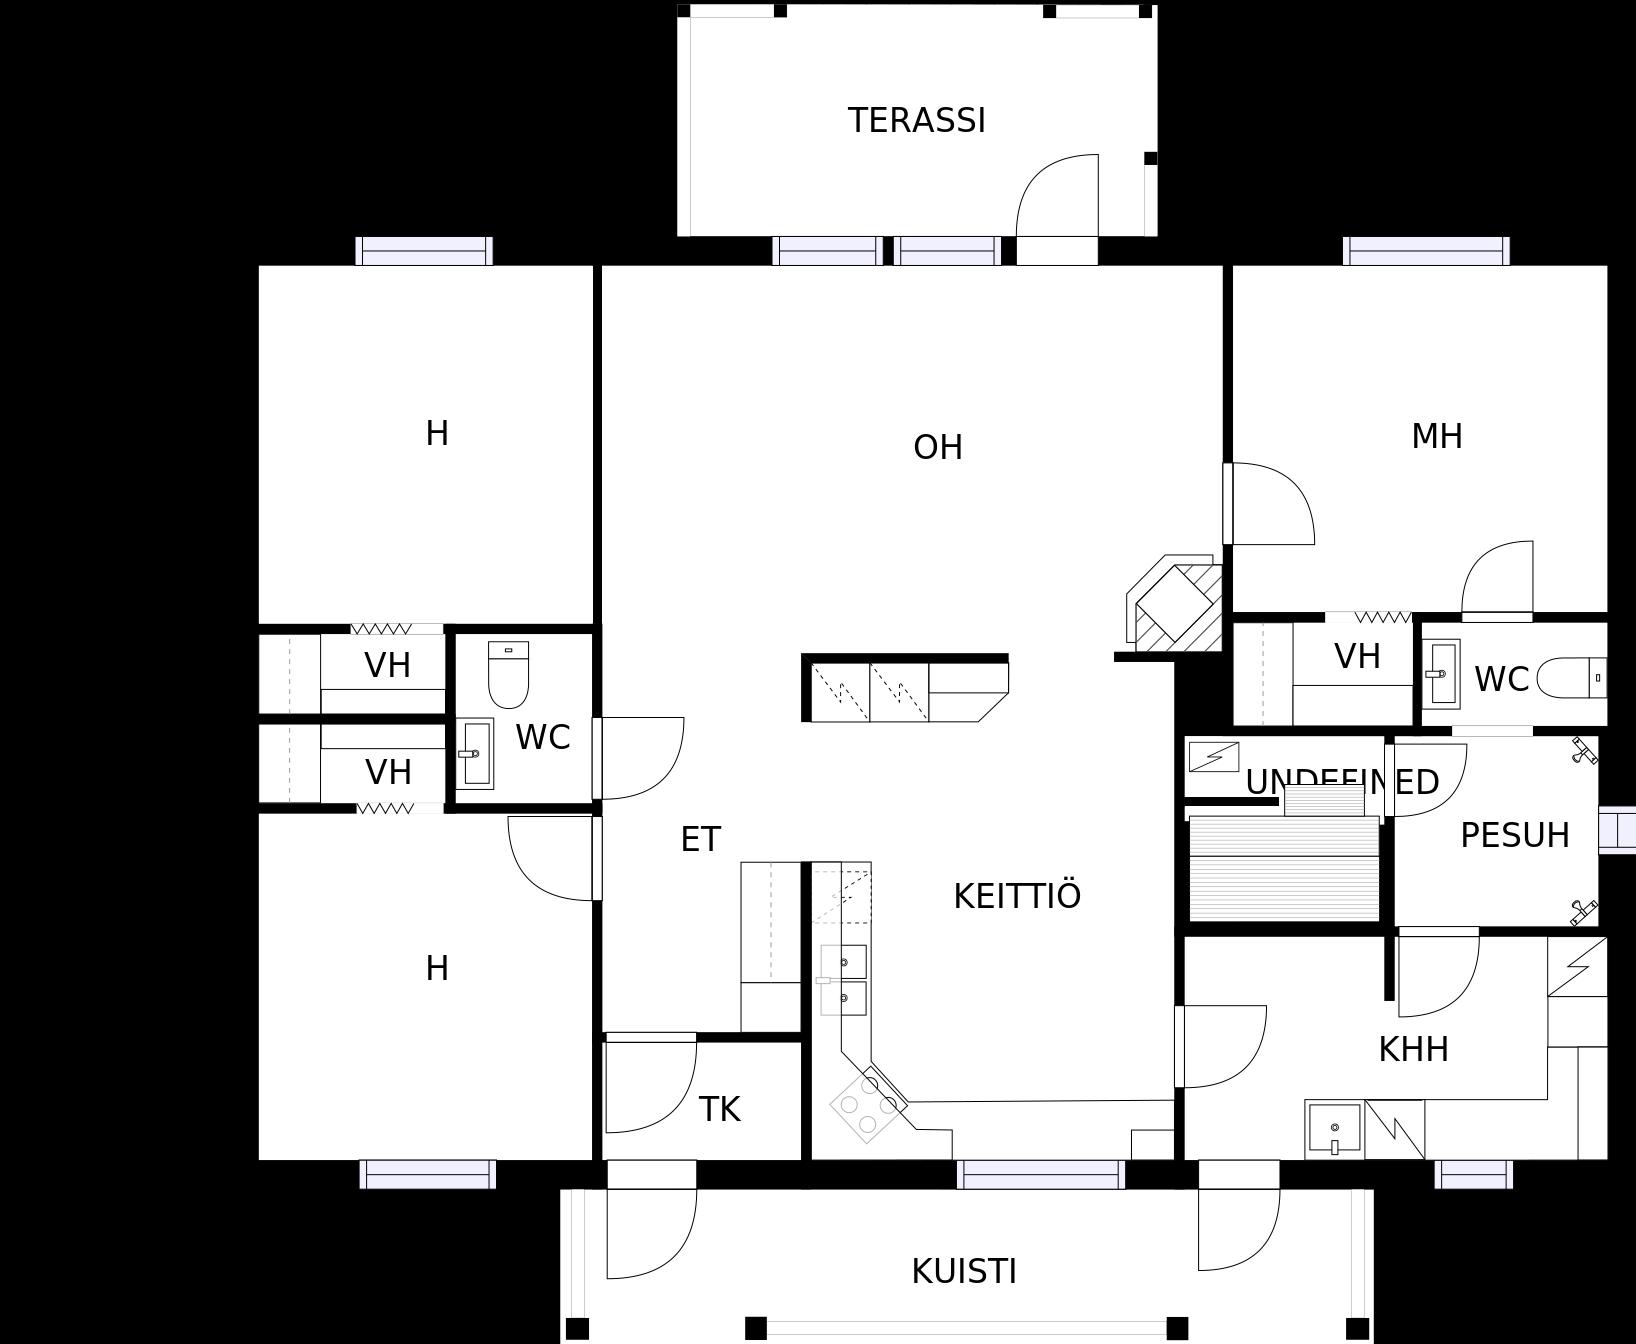 TERASSI
H
OH
MH
VH
VH
WC
WC
VH
UNDEFINED
PESUH
ET
KEITTIÖ
H
KHH
TK
KUISTI